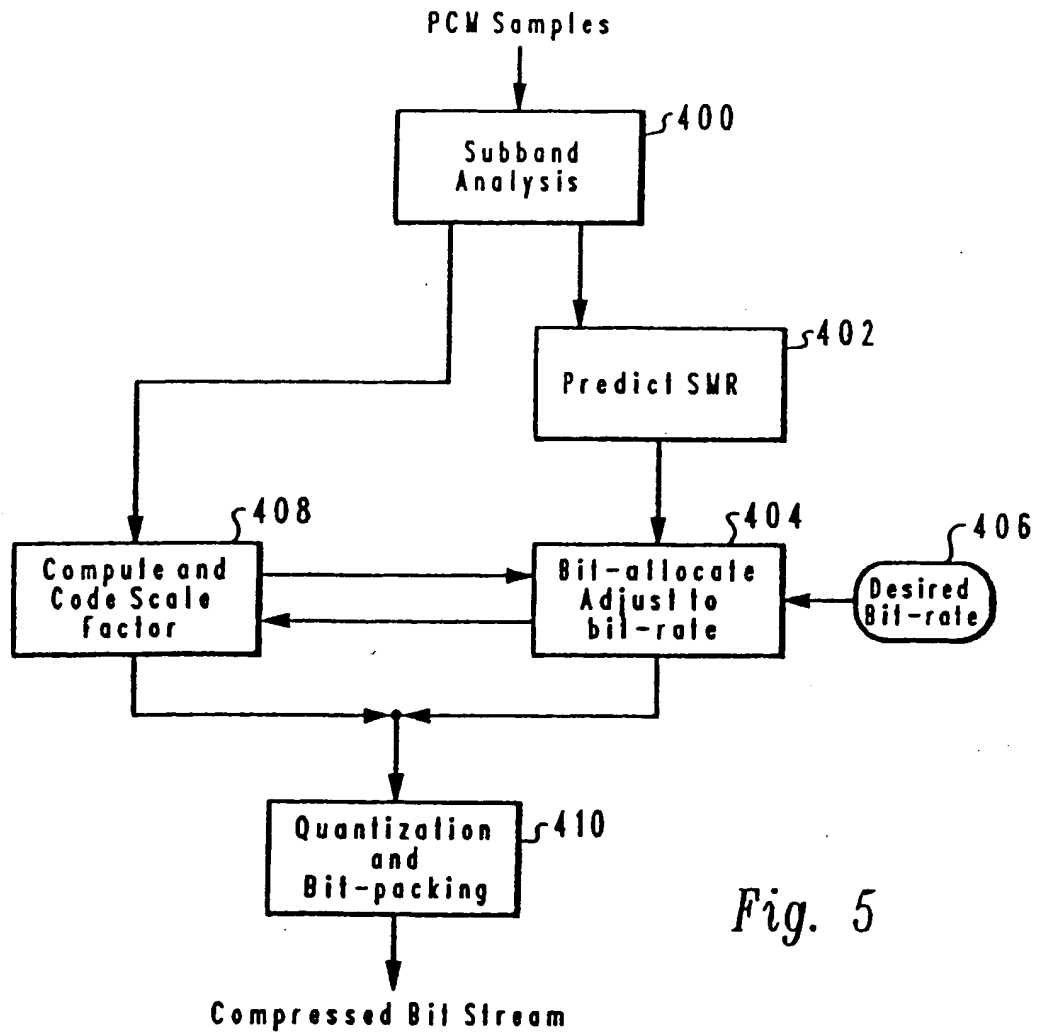 PCM Samples
400
Subband
Analysis
402
Predict SMR
408
404
406
Compute and
Code Scale
Factor
Bit-allocate
Adjust to
bit-rate
Desired
Bit-rate
Quantization
and
Bit-packing
410
Fig. 5
Compressed Bit Stream